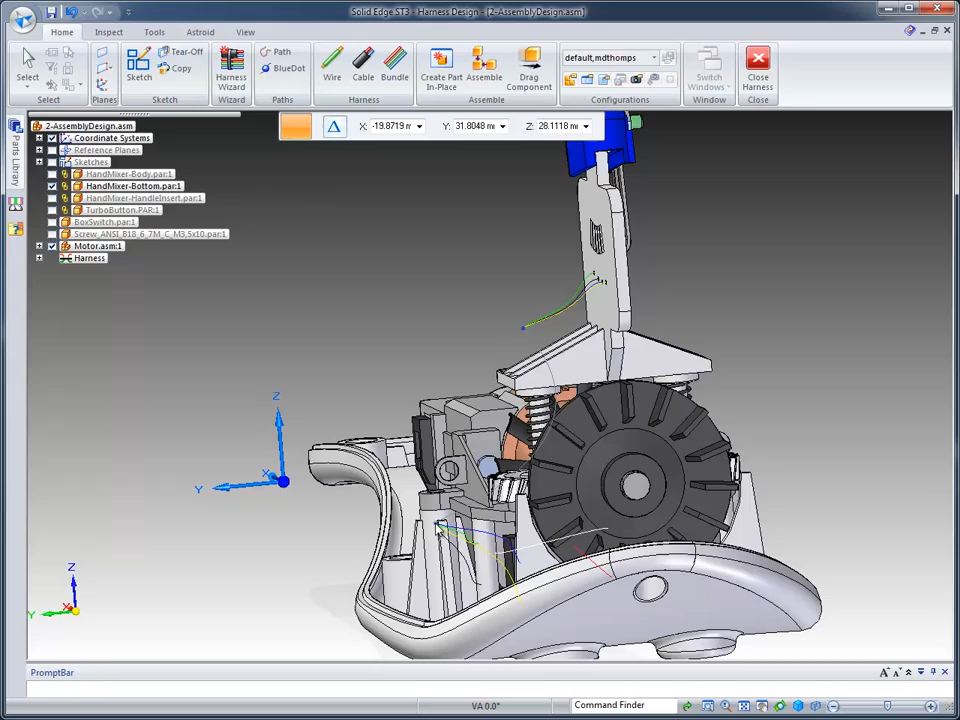 Solid Edge ST3 - Harness Design - [2-AssemblyDesign.asm]
Home Inspect Tools Astroid View
Select
Tear-Off
Copy
Sketch
Harness Wizard
Path
BlueDot
Wire Cable Bundle
Create Part In-Place
Assemble
Drag Component
default,mdthomps
Switch Windows
Close Harness
Select Planes Sketch Wizard Paths Harness Assemble Configurations Window Close
X: -19.8719 m Y: 31.8048 m Z: 28.1118 m
Parts Library
2-AssemblyDesign.asm
Coordinate Systems
Reference Planes
Sketches
HandMixer-Body.par:1
HandMixer-Bottom.par:1
HandMixer-HandleInsert.par:1
TurboButton.PAR:1
BoxSwitch.par:1
Screw_ANSI_B18_6_7M_C_M3,5x10.par:1
Motor.asm:1
Harness
Z
X
Y
Z
X
Y
PromptBar
VA 0.0°
Command Finder